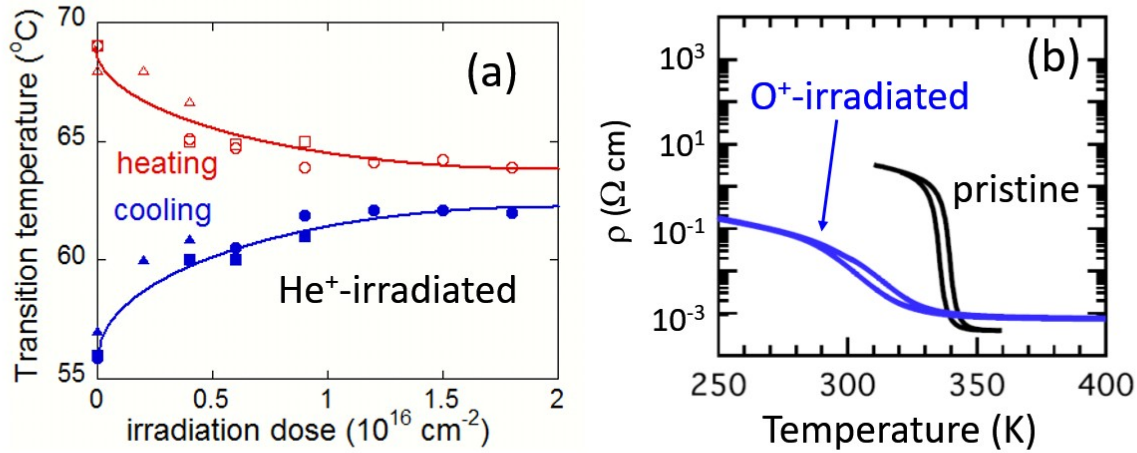 (a)
Transition temperature (°C)
70
65
60
55
heating
cooling
He⁺-irradiated
0
0.5
1
1.5
2
irradiation dose (10¹⁶ cm⁻²)
(b)
O⁺-irradiated
pristine
ρ (Ω cm)
10³
10¹
10⁻¹
10⁻³
250
300
350
400
Temperature (K)